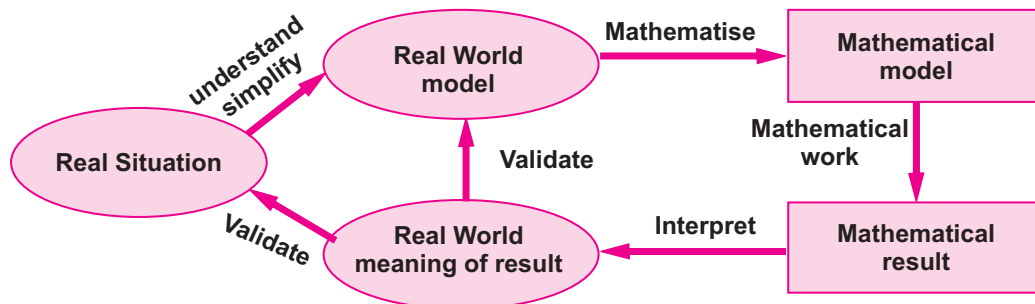 understand
simplify
Real World
model
Mathematise
Mathematical
model
Real Situation
Validate
Mathematical
work
Validate
Real World
meaning of result
Interpret
Mathematical
result